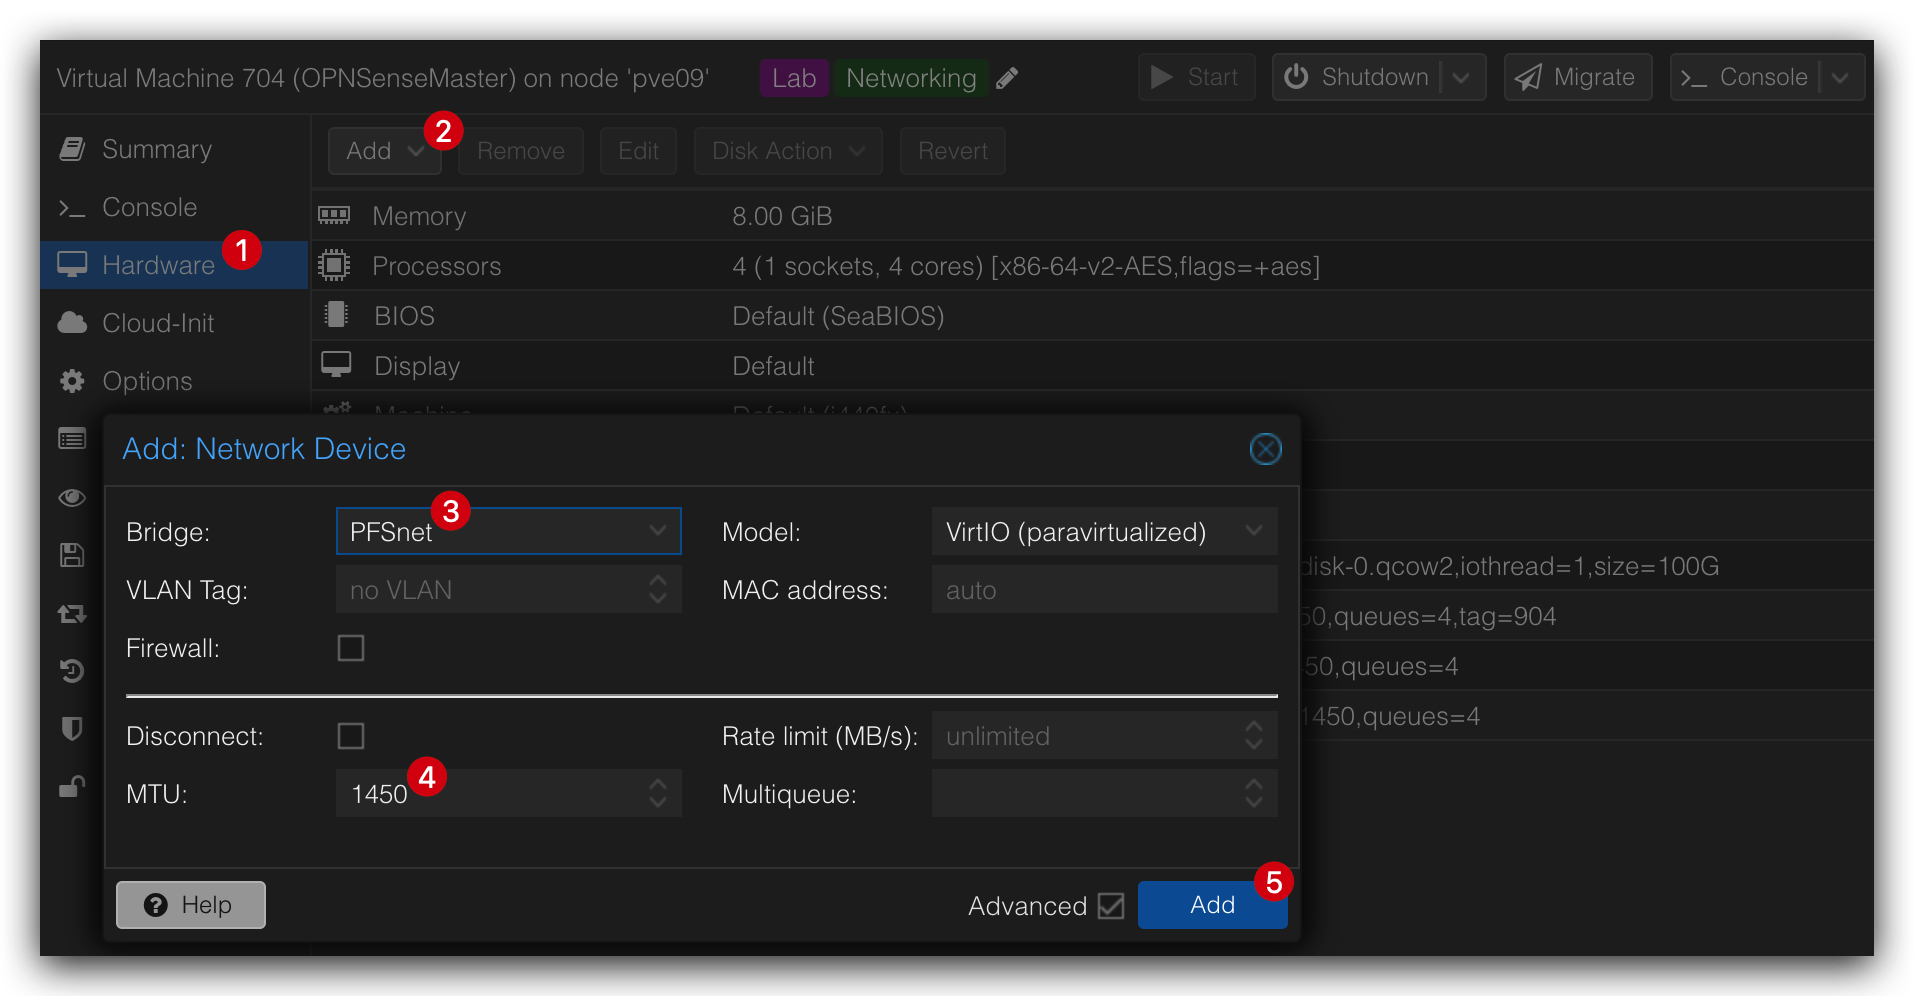 Virtual Machine 704 (OPNSenseMaster) on node 'pve09' Lab Networking Start Shutdown Migrate Console
Summary
Console
Hardware 1
Cloud-Init
Options
Add 2 Remove Edit Disk Action Revert
Memory 8.00 GiB
Processors 4 (1 sockets, 4 cores) [x86-64-v2-AES,flags=+aes]
BIOS Default (SeaBIOS)
Display Default
Machine Default (i440fx)
disk-0.qcow2,iothread=1,size=100G
50,queues=4,tag=904
50,queues=4
1450,queues=4
Add: Network Device
Bridge: PFSnet 3 Model: VirtIO (paravirtualized)
VLAN Tag: no VLAN MAC address: auto
Firewall:
Disconnect: Rate limit (MB/s): unlimited
MTU: 1450 4 Multiqueue:
Help Advanced Add 5